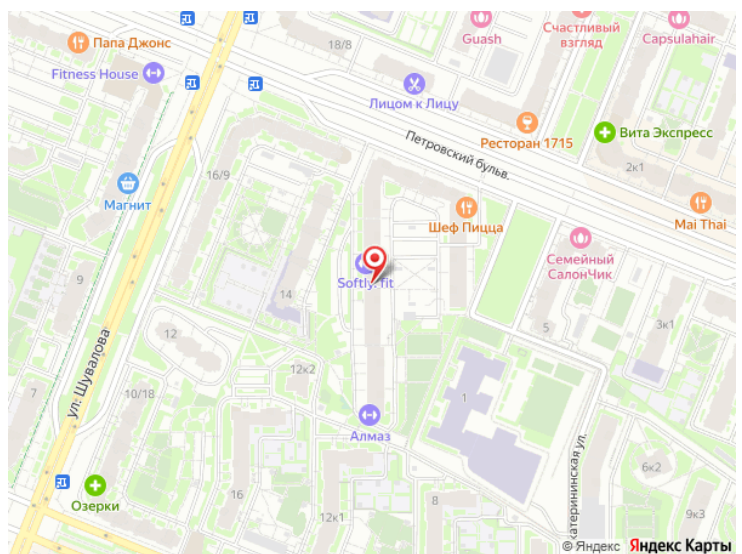 Папа Джонс
18/8
Guash
Счастливый
взгляд
Capsulahair
Fitness House
Лицом к Лицу
Ресторан 1715
Вита Экспресс
Петровский бульв.
2к1
16/9
Магнит
Шеф Пицца
Mai Thai
Семейный
СалонЧик
9
Softly.fit
14
ул. Шувалова
12
5
3к1
7
10/18
12к2
1
Алмаз
катерининская ул.
6к2
Озерки
16
12к1
8
9к3
© Яндекс Яндекс Карты